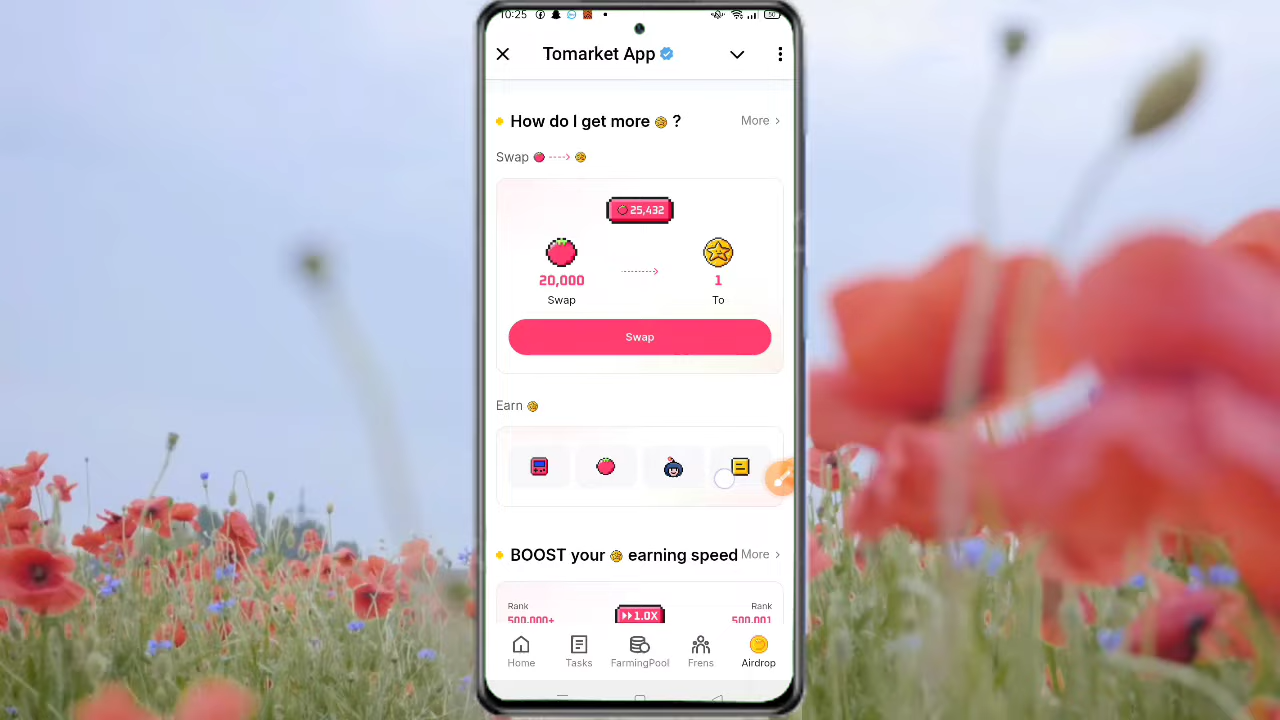 10:25
50
Tomarket App
How do I get more ?
More >
Swap
25,432
20,000
1
Swap
To
Swap
Earn
BOOST your earning speed
More >
Rank
Rank
1.0X
500,000+
500,001
Home
Tasks
FarmingPool
Frens
Airdrop